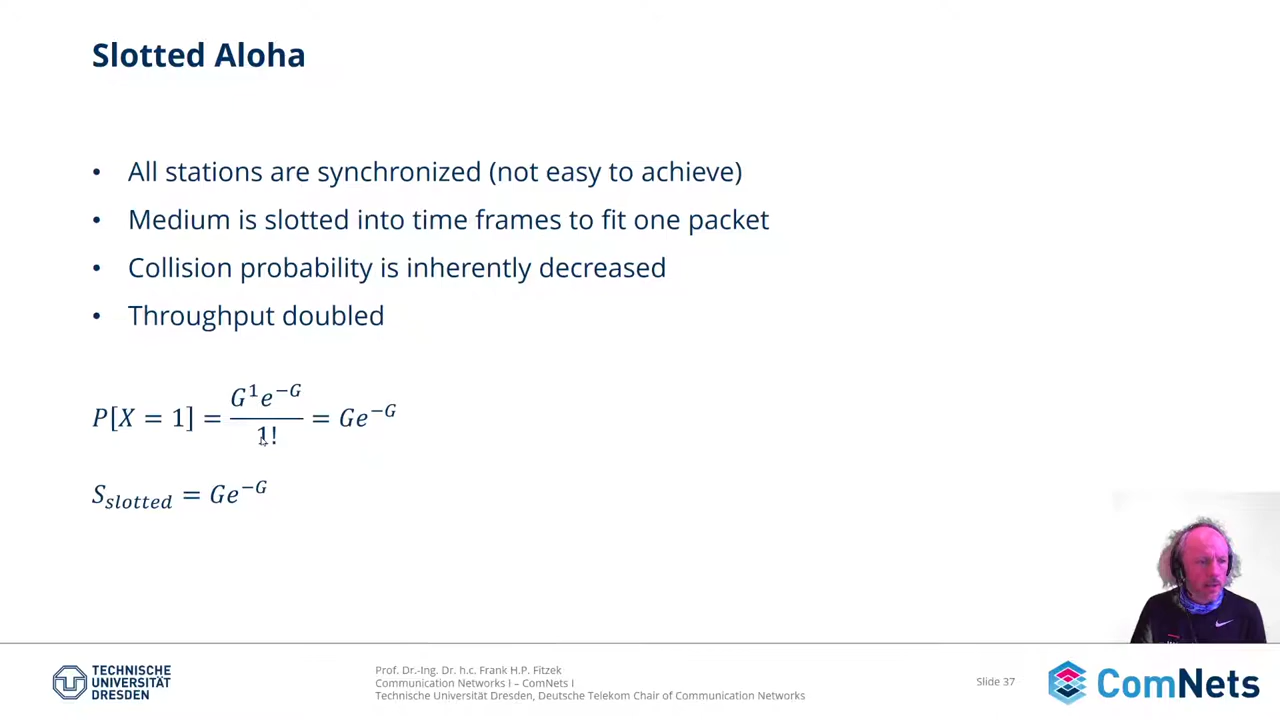 Slotted Aloha
• All stations are synchronized (not easy to achieve)
• Medium is slotted into time frames to fit one packet
• Collision probability is inherently decreased
• Throughput doubled
P[X = 1] = G¹e⁻ᴳ / 1! = Ge⁻ᴳ
S_slotted = Ge⁻ᴳ
TECHNISCHE
UNIVERSITÄT
DRESDEN
Prof. Dr.-Ing. Dr. h.c. Frank H.P. Fitzek
Communication Networks I – ComNets I
Technische Universität Dresden, Deutsche Telekom Chair of Communication Networks
Slide 37
ComNets